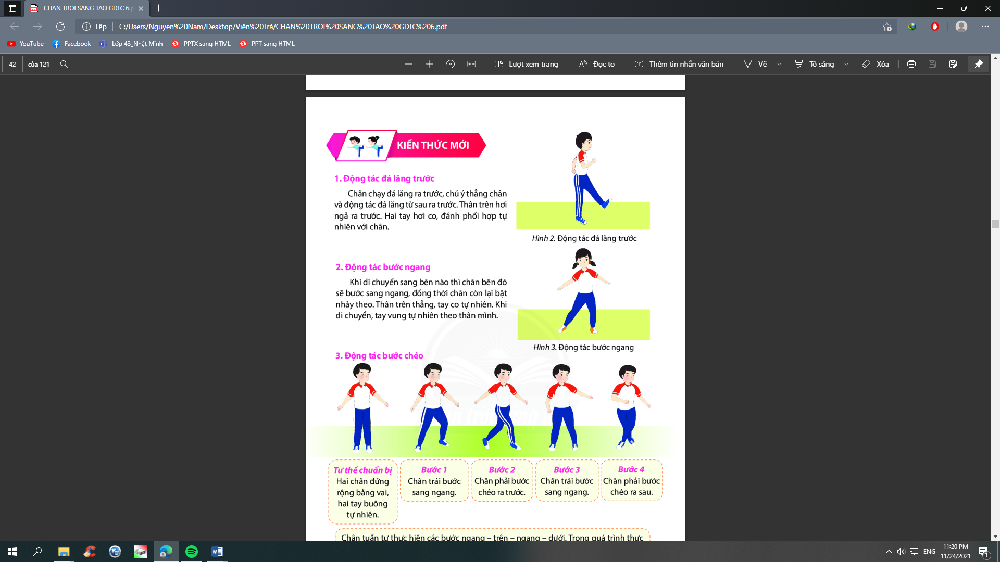 CHAN TROI SANG TAO GDTC 6.p
Tệp
C:/Users/Nguyen%20Nam/Desktop/Viên%20Trà/CHAN%20TROI%20SANG%20TAO%20GDTC%206.pdf
YouTube
Facebook
Lớp 43_Nhật Minh
PPTX sang HTML
PPT sang HTML
42
của 121
Lượt xem trang
Đọc to
Thêm tin nhắn văn bản
Vẽ
Tô sáng
Xóa
KIẾN THỨC MỚI
1. Động tác đá lăng trước
Chân chạy đá lăng ra trước, chú ý thẳng chân
và động tác đá lăng từ sau ra trước. Thân trên hơi
ngả ra trước. Hai tay hơi co, đánh phối hợp tự
nhiên với chân.
Hình 2. Động tác đá lăng trước
2. Động tác bước ngang
Khi di chuyển sang bên nào thì chân bên đó
sẽ bước sang ngang, đồng thời chân còn lại bật
nhảy theo. Thân trên thẳng, tay co tự nhiên. Khi
di chuyển, tay vung tự nhiên theo thân mình.
Hình 3. Động tác bước ngang
3. Động tác bước chéo
Tư thế chuẩn bị
Hai chân đứng
rộng bằng vai,
hai tay buông
tự nhiên.
Bước 1
Chân trái bước
sang ngang.
Bước 2
Chân phải bước
chéo ra trước.
Bước 3
Chân trái bước
sang ngang.
Bước 4
Chân phải bước
chéo ra sau.
Chân tuần tự thực hiện các bước ngang – trên – ngang – dưới. Trong quá trình thực
ENG
11:20 PM
11/24/2021
1